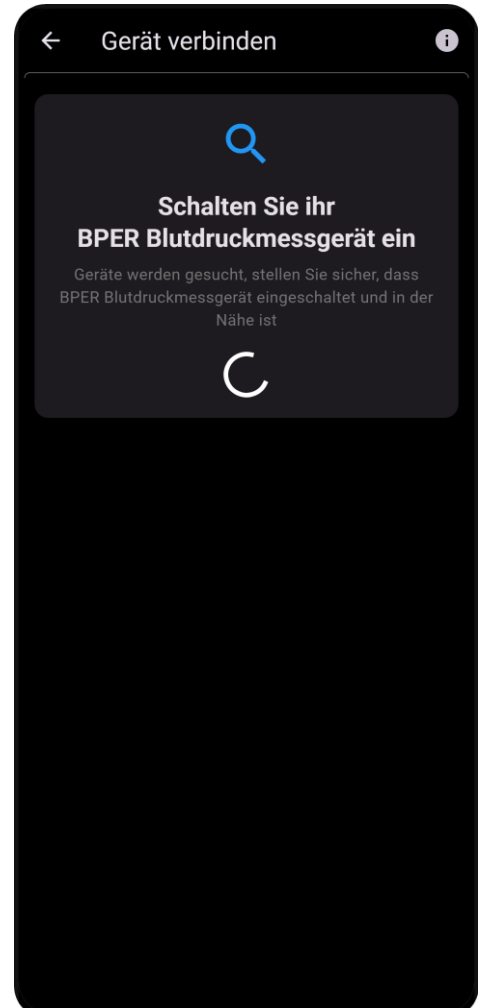 Gerät verbinden
Schalten Sie ihr
BPER Blutdruckmessgerät ein
Geräte werden gesucht, stellen Sie sicher, dass
BPER Blutdruckmessgerät eingeschaltet und in der
Nähe ist